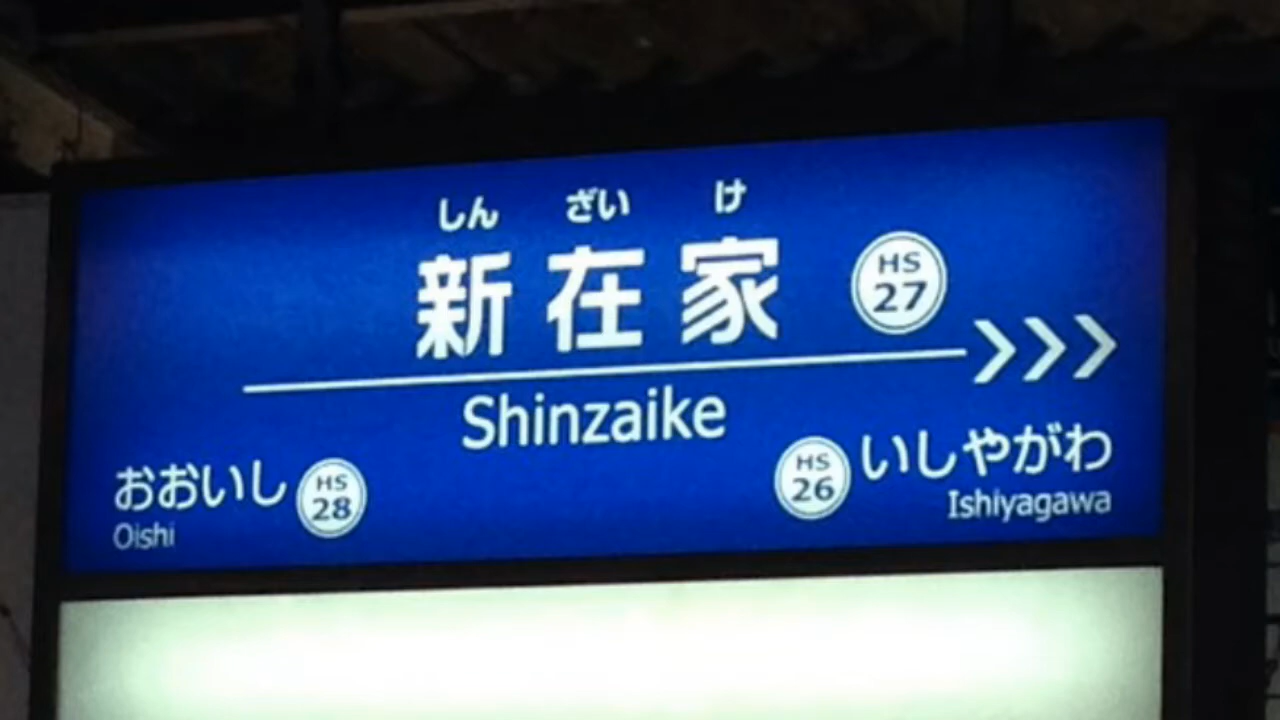 しん ざい け
新在家 HS 27
Shinzaike
おおいし HS 28
Oishi
HS 26 いしやがわ
Ishiyagawa